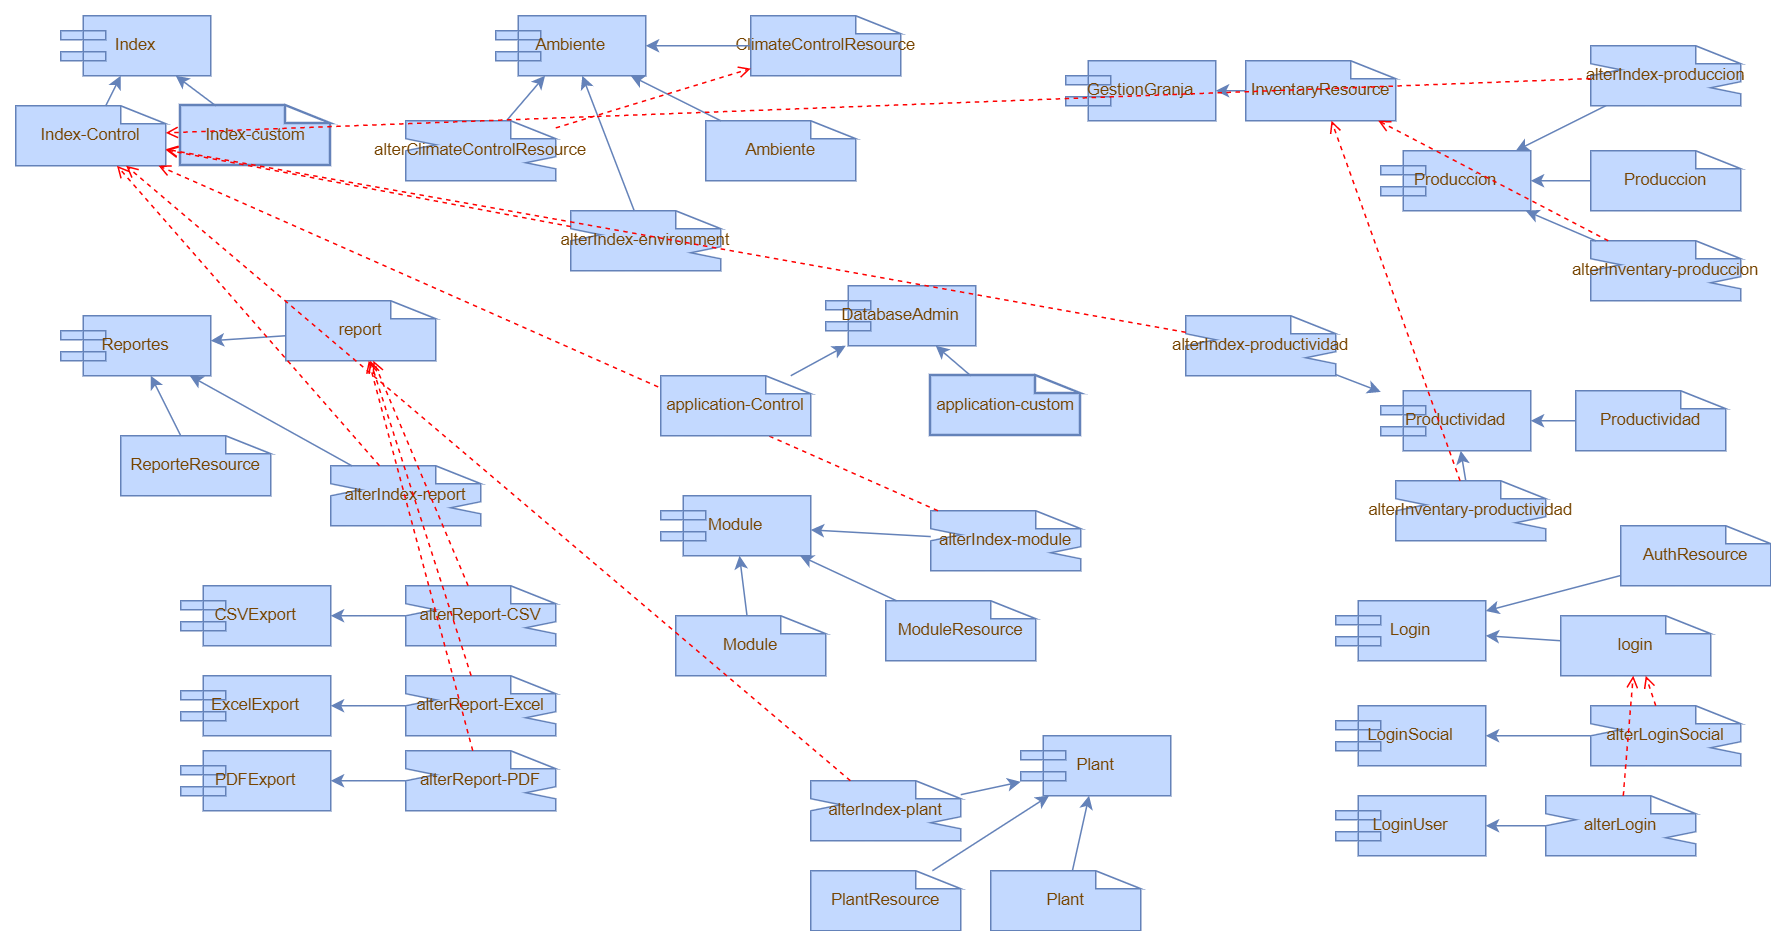 Index
Ambiente
ClimateControlResource
GestionGranja
InventaryResource
alterIndex-produccion
Index-Control
Index-custom
alterClimateControlResource
Ambiente
Produccion
Produccion
alterIndex-environment
alterInventary-produccion
Reportes
report
DatabaseAdmin
alterIndex-productividad
application-Control
application-custom
Productividad
Productividad
ReporteResource
alterIndex-report
alterInventary-productividad
Module
alterIndex-module
AuthResource
CSVExport
alterReport-CSV
Module
ModuleResource
Login
login
ExcelExport
alterReport-Excel
LoginSocial
alterLoginSocial
PDFExport
alterReport-PDF
Plant
alterIndex-plant
LoginUser
alterLogin
PlantResource
Plant